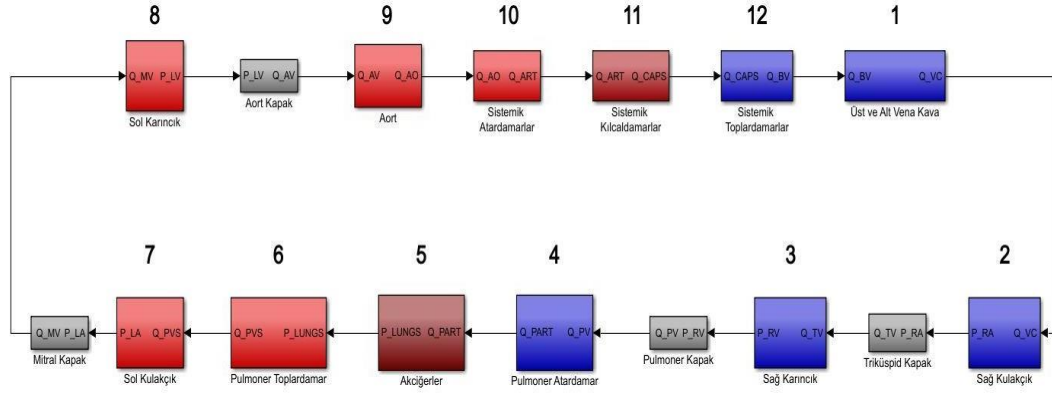 8 9 10 11 12 1
Q_MV P_LV P_LV Q_AV Q_AV Q_AO Q_AO Q_ART Q_ART Q_CAPS Q_CAPS Q_BV Q_BV Q_VC
Sol Karıncık
Aort Kapak
Aort
Sistemik
Atardamarlar
Sistemik
Kılcaldamarlar
Sistemik
Toplardamarlar
Üst ve Alt Vena Kava
7 6 5 4 3 2
Q_MV P_LA P_LA Q_PVS Q_PVS P_LUNGS P_LUNGS Q_PART Q_PART Q_PV Q_PV P_RV P_RV Q_TV Q_TV P_RA P_RA Q_VC
Mitral Kapak
Sol Kulakçık
Pulmoner Toplardamar
Akciğerler
Pulmoner Atardamar
Pulmoner Kapak
Sağ Karıncık
Triküspid Kapak
Sağ Kulakçık